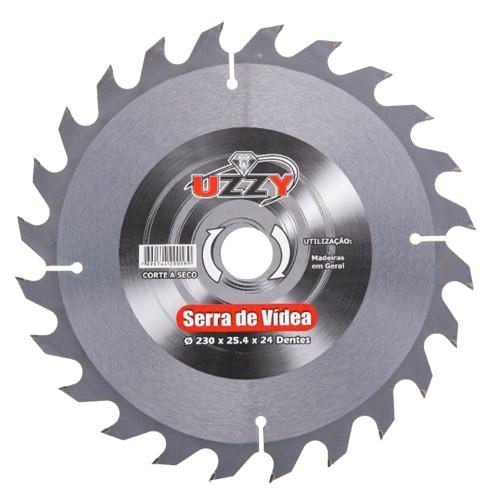 UZZY
UTILIZAÇÃO:
Madeiras
em Geral
CORTE A SECO
Serra de Vídea
Ø 230 x 25.4 x 24 Dentes